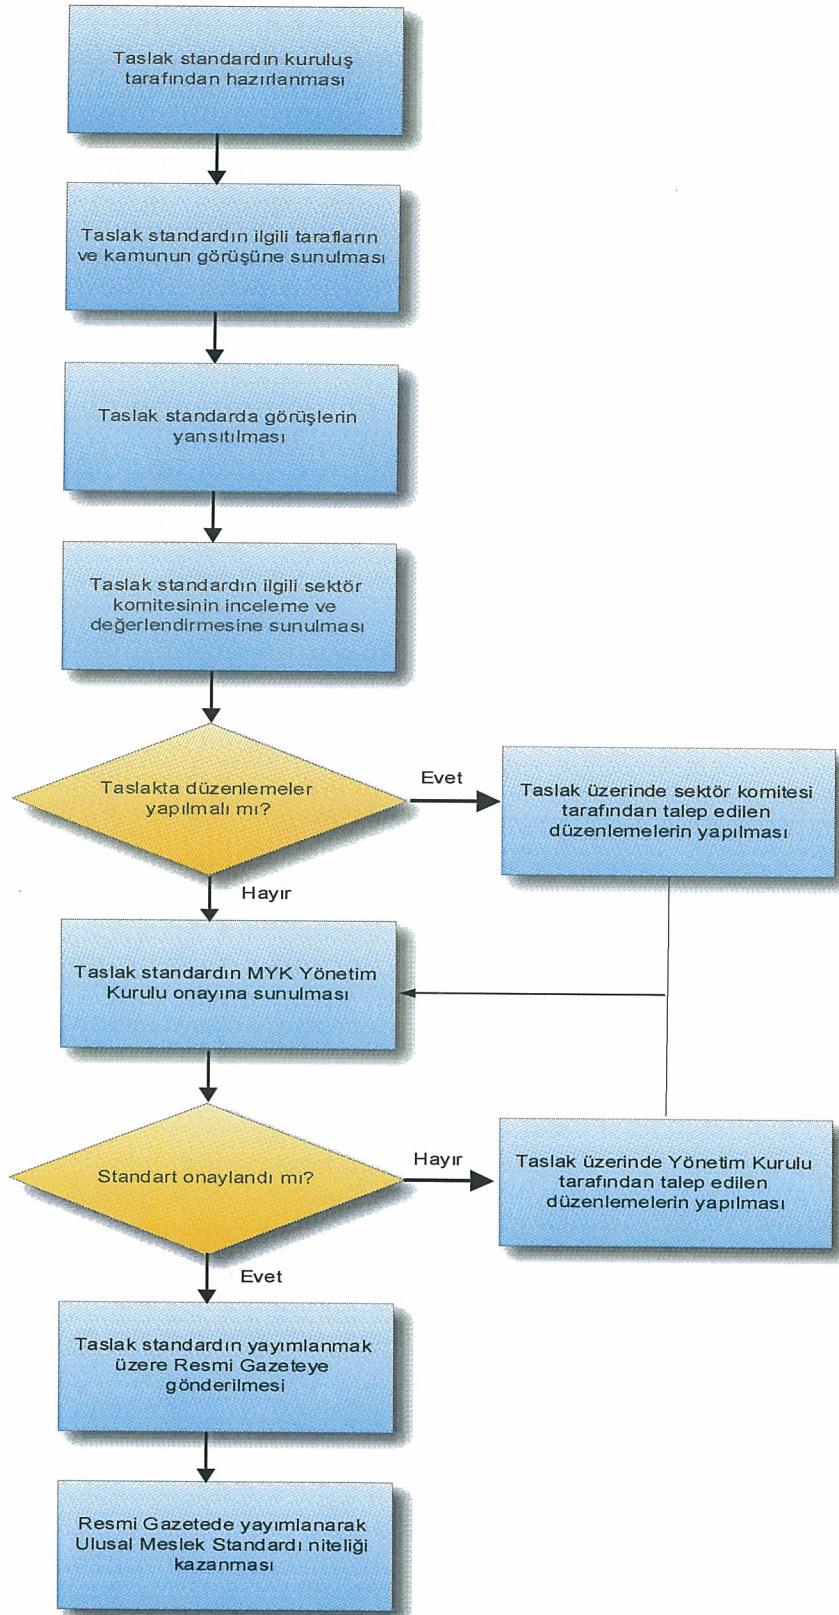 Taslak standardın kuruluş
tarafından hazırlanması
Taslak standardın ilgili tarafların
ve kamunun görüşüne sunulması
Taslak standarda görüşlerin
yansıtılması
Taslak standardın ilgili sektör
komitesinin inceleme ve
değerlendirmesine sunulması
Taslakta düzenlemeler
yapılmalı mı?
Evet
Taslak üzerinde sektör komitesi
tarafından talep edilen
düzenlemelerin yapılması
Hayır
Taslak standardın MYK Yönetim
Kurulu onayına sunulması
Standart onaylandı mı?
Hayır
Taslak üzerinde Yönetim Kurulu
tarafından talep edilen
düzenlemelerin yapılması
Evet
Taslak standardın yayımlanmak
üzere Resmi Gazeteye
gönderilmesi
Resmi Gazetede yayımlanarak
Ulusal Meslek Standardı niteliği
kazanması